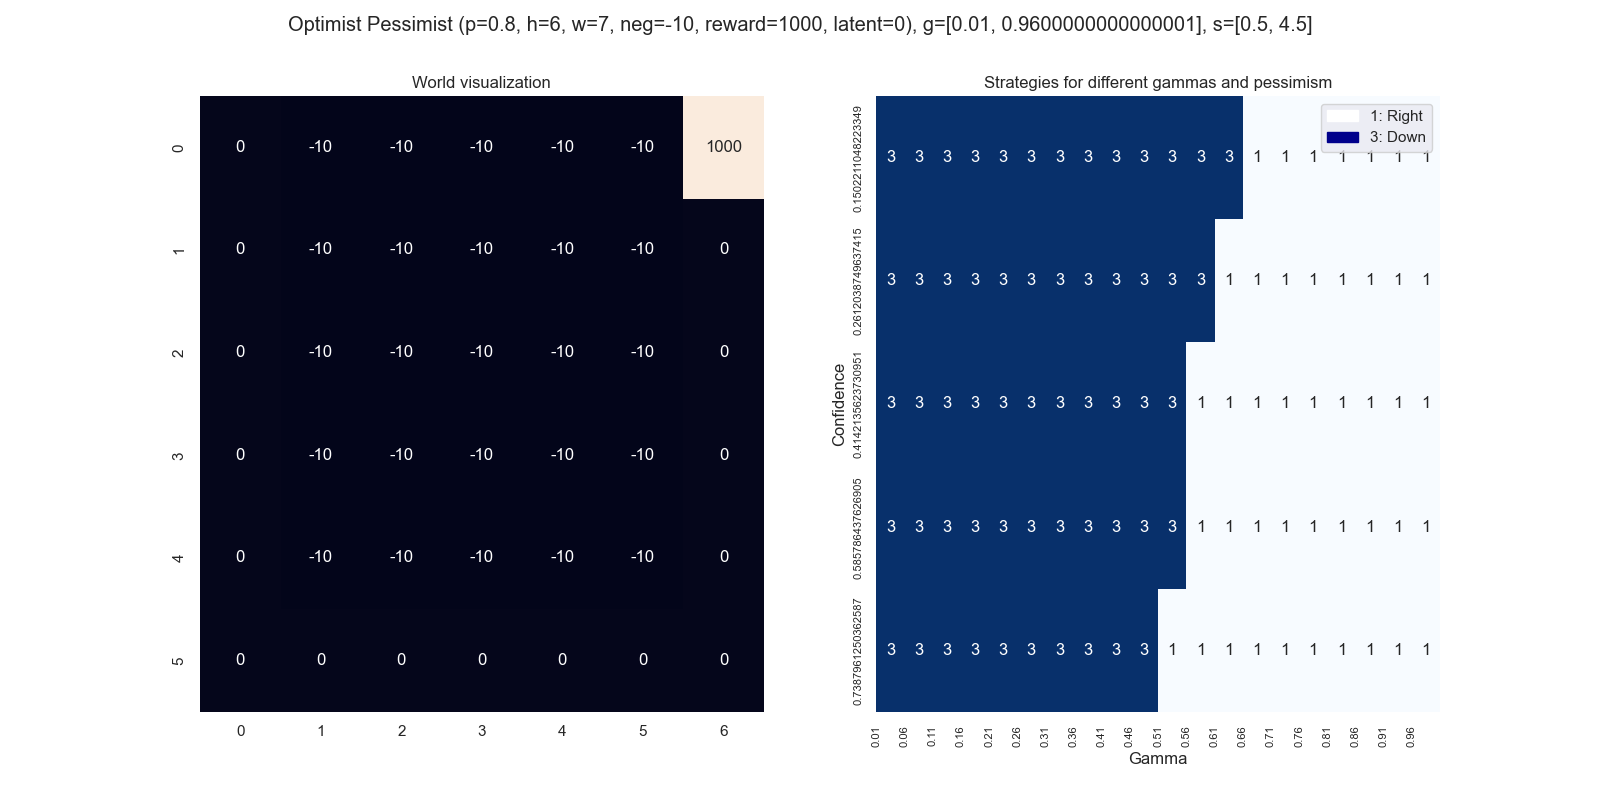 Optimist Pessimist (p=0.8, h=6, w=7, neg=-10, reward=1000, latent=0), g=[0.01, 0.9600000000000001], s=[0.5, 4.5]
World visualization
0 0 -10 -10 -10 -10 -10 1000
1 0 -10 -10 -10 -10 -10 0
2 0 -10 -10 -10 -10 -10 0
3 0 -10 -10 -10 -10 -10 0
4 0 -10 -10 -10 -10 -10 0
5 0 0 0 0 0 0 0
0 1 2 3 4 5 6
Strategies for different gammas and pessimism
1: Right
3: Down
Confidence
0.1502211048223349
3 3 3 3 3 3 3 3 3 3 3 3 3 1 1 1 1 1 1 1
0.2612038749637415
3 3 3 3 3 3 3 3 3 3 3 3 1 1 1 1 1 1 1 1
0.4142135623730951
3 3 3 3 3 3 3 3 3 3 3 1 1 1 1 1 1 1 1 1
0.585786437626905
3 3 3 3 3 3 3 3 3 3 3 1 1 1 1 1 1 1 1 1
0.7387961250362587
3 3 3 3 3 3 3 3 3 3 1 1 1 1 1 1 1 1 1 1
0.01 0.06 0.11 0.16 0.21 0.26 0.31 0.36 0.41 0.46 0.51 0.56 0.61 0.66 0.71 0.76 0.81 0.86 0.91 0.96
Gamma